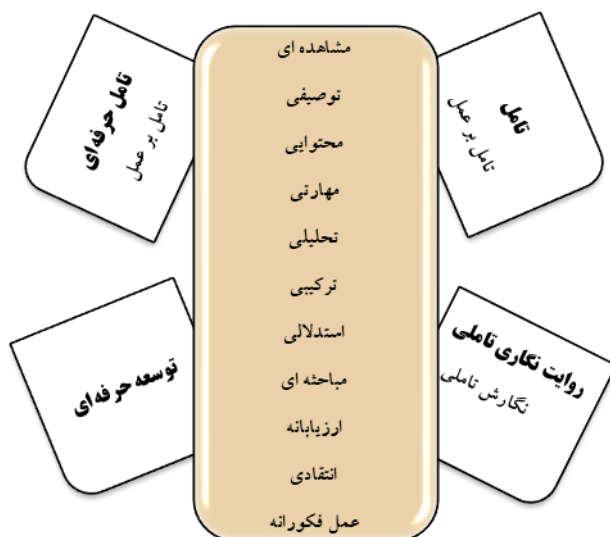 تامل
تامل بر عمل
روایت نگاری تاملی
نگارش تاملی
مشاهده ای
توصیفی
محتوایی
مهارتی
تحلیلی
ترکیبی
استدلالی
مباحثه ای
ارزیابانه
انتقادی
عمل فکورانه
تامل حرفه‌ای
تامل بر عمل
توسعه حرفه‌ای